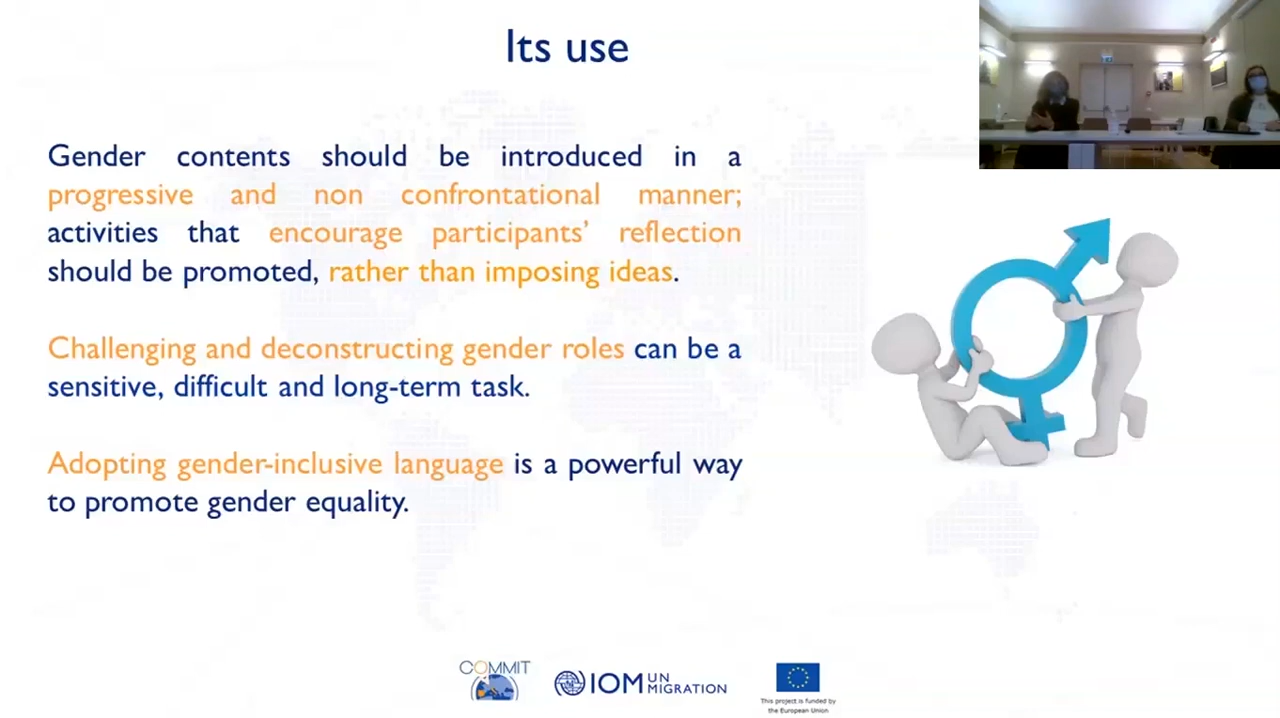 Its use
Gender contents should be introduced in a
progressive and non confrontational manner;
activities that encourage participants’ reflection
should be promoted, rather than imposing ideas.
Challenging and deconstructing gender roles can be a
sensitive, difficult and long-term task.
Adopting gender-inclusive language is a powerful way
to promote gender equality.
COMMIT
IOM UN MIGRATION
This project is funded by
the European Union